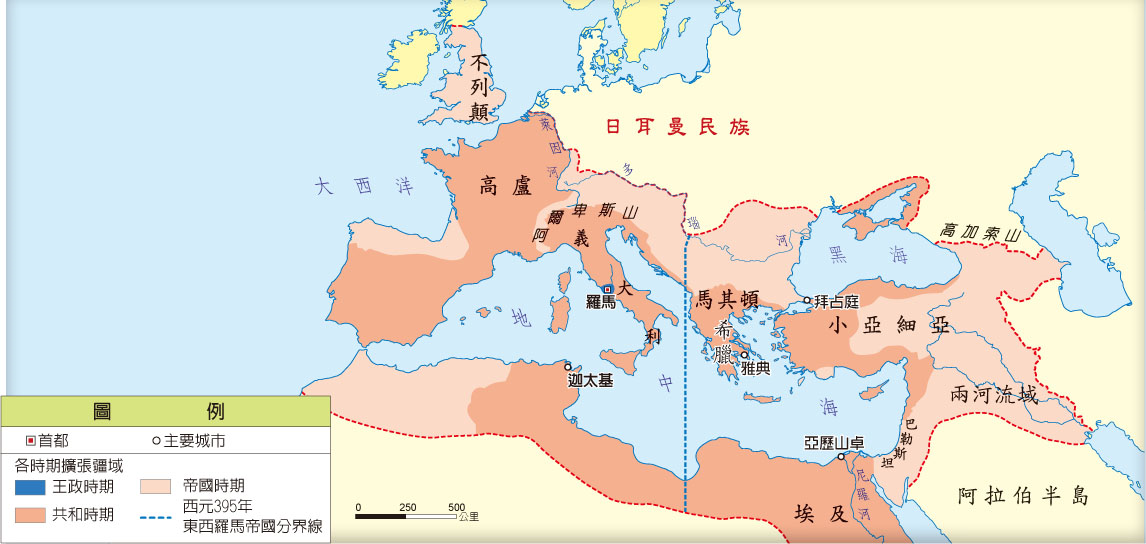 不列顛
日耳曼民族
萊因河
大西洋
高盧
多瑙河
阿爾卑斯山
義大利
高加索山
黑海
羅馬
馬其頓
拜占庭
小亞細亞
希臘
雅典
地中海
迦太基
兩河流域
巴勒斯坦
亞歷山卓
尼羅河
埃及
阿拉伯半島
圖例
首都
主要城市
各時期擴張疆域
王政時期
帝國時期
共和時期
西元395年
東西羅馬帝國分界線
0 250 500
公里